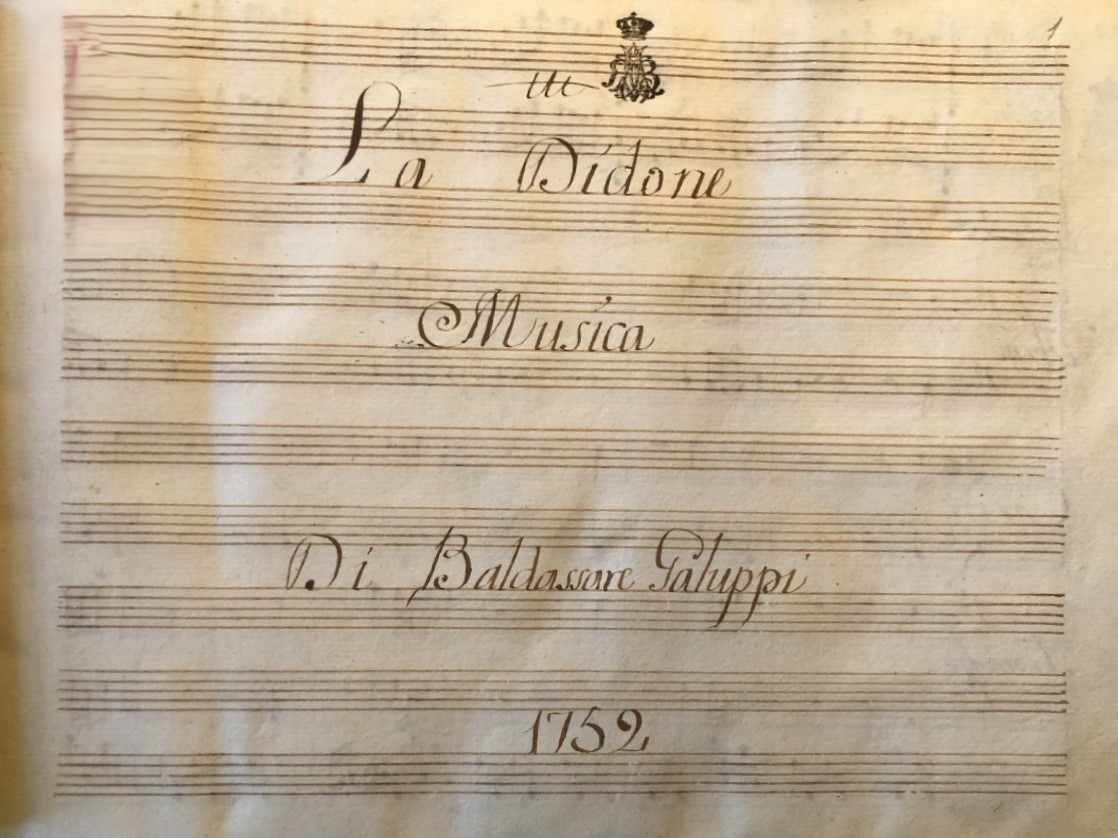 1
La Didone
Musica
Di Baldassare Galuppi
1752